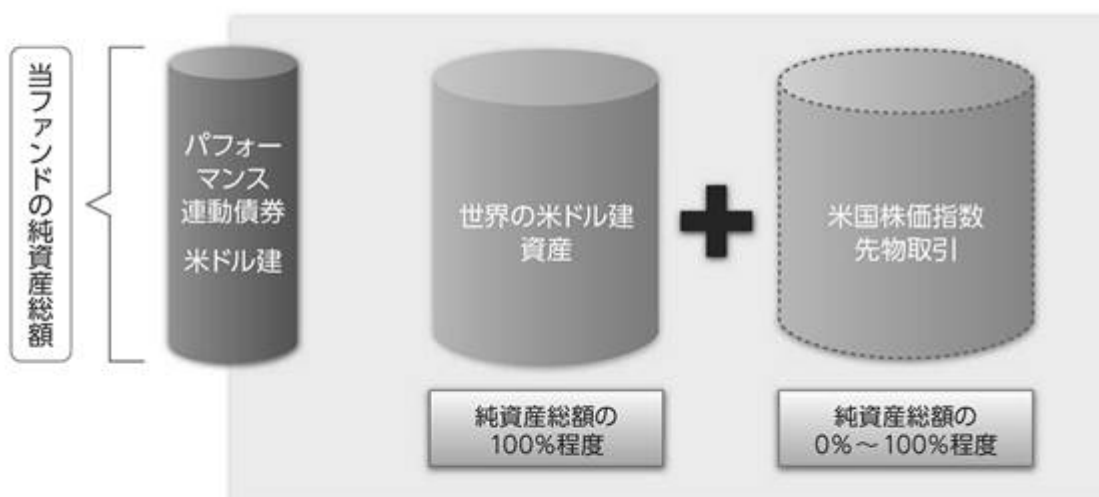 当ファンドの純資産総額
パフォー
マンス
連動債券
米ドル建
世界の米ドル建
資産
米国株価指数
先物取引
純資産総額の
100%程度
純資産総額の
0%～100%程度